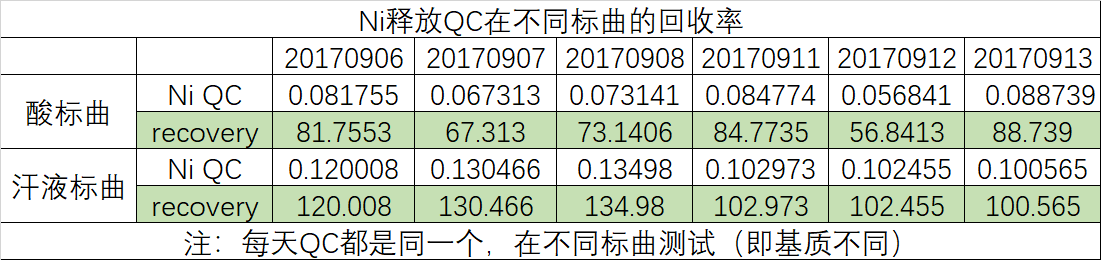 Ni释放QC在不同标曲的回收率
20170906 20170907 20170908 20170911 20170912 20170913
酸标曲 Ni QC 0.081755 0.067313 0.073141 0.084774 0.056841 0.088739
recovery 81.7553 67.313 73.1406 84.7735 56.8413 88.739
汗液标曲 Ni QC 0.120008 0.130466 0.13498 0.102973 0.102455 0.100565
recovery 120.008 130.466 134.98 102.973 102.455 100.565
注：每天QC都是同一个，在不同标曲测试（即基质不同）